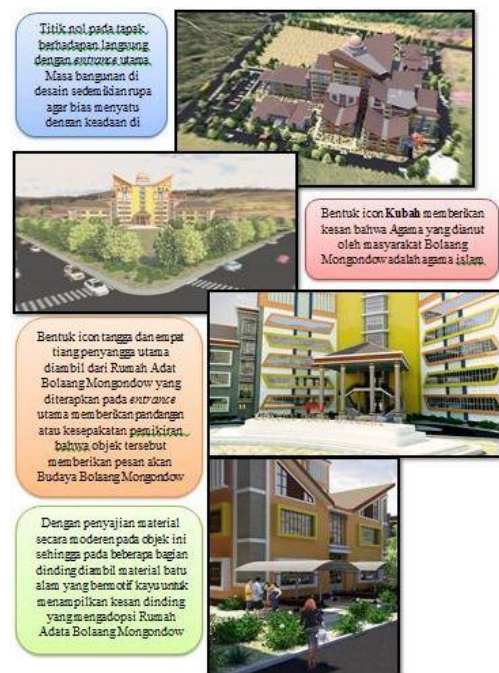 Titik nol pada tapak,
berhadapan langsung
dengan entrance utama.
Masa bangunan di
desain sedemikian rupa
agar bias menyatu
dengan keadaan di
Bentuk icon Kubah memberikan
kesan bahwa Agama yang dianut
oleh masyarakat Bolaang
Mongondow adalah agama islam
Bentuk icon tangga dan empat
tiang penyangga utama
diambil dari Rumah Adat
Bolaang Mongondow yang
diterapkan pada entrance
utama memberikan pandangan
atau kesepakatan pemikiran
bahwa objek tersebut
memberikan pesan akan
Budaya Bolaang Mongondow
Dengan penyajian material
secara moderen pada objek ini
sehingga pada beberapa bagian
dinding diambil material batu
alam yang bermotif kayu untuk
menampilkan kesan dinding
yang mengadopsi Rumah
Adata Bolaang Mongondow